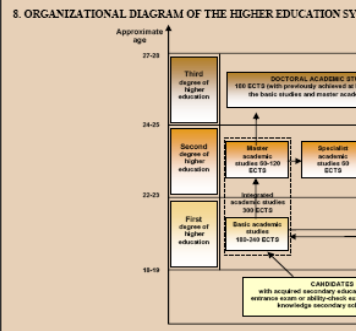 8. ORGANIZATIONAL DIAGRAM OF THE HIGHER EDUCATION SY
Approximate
age
27-28
Third
degree of
higher
education
DOCTORAL ACADEMIC STU
180 ECTS (with previously achieved at
the basic studies and master acade
24-25
Second
degree of
higher
education
Master
academic
studies 60-120
ECTS
Specialist
academic
studies 60
ECTS
22-23
Integrated
academic studies
300 ECTS
First
degree of
higher
education
Basic academic
studies
180-240 ECTS
18-19
CANDIDATES
with acquired secondary educa
entrance exam or ability-check ex
knowledge secondary sc